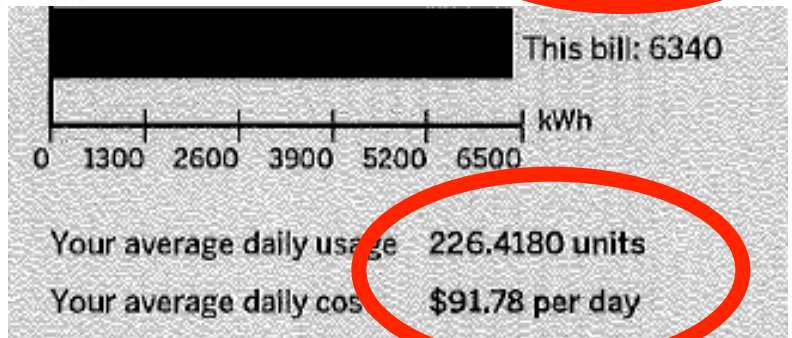 This bill: 6340
kWh
0 1300 2600 3900 5200 6500
Your average daily usage 226.4180 units
Your average daily cos $91.78 per day